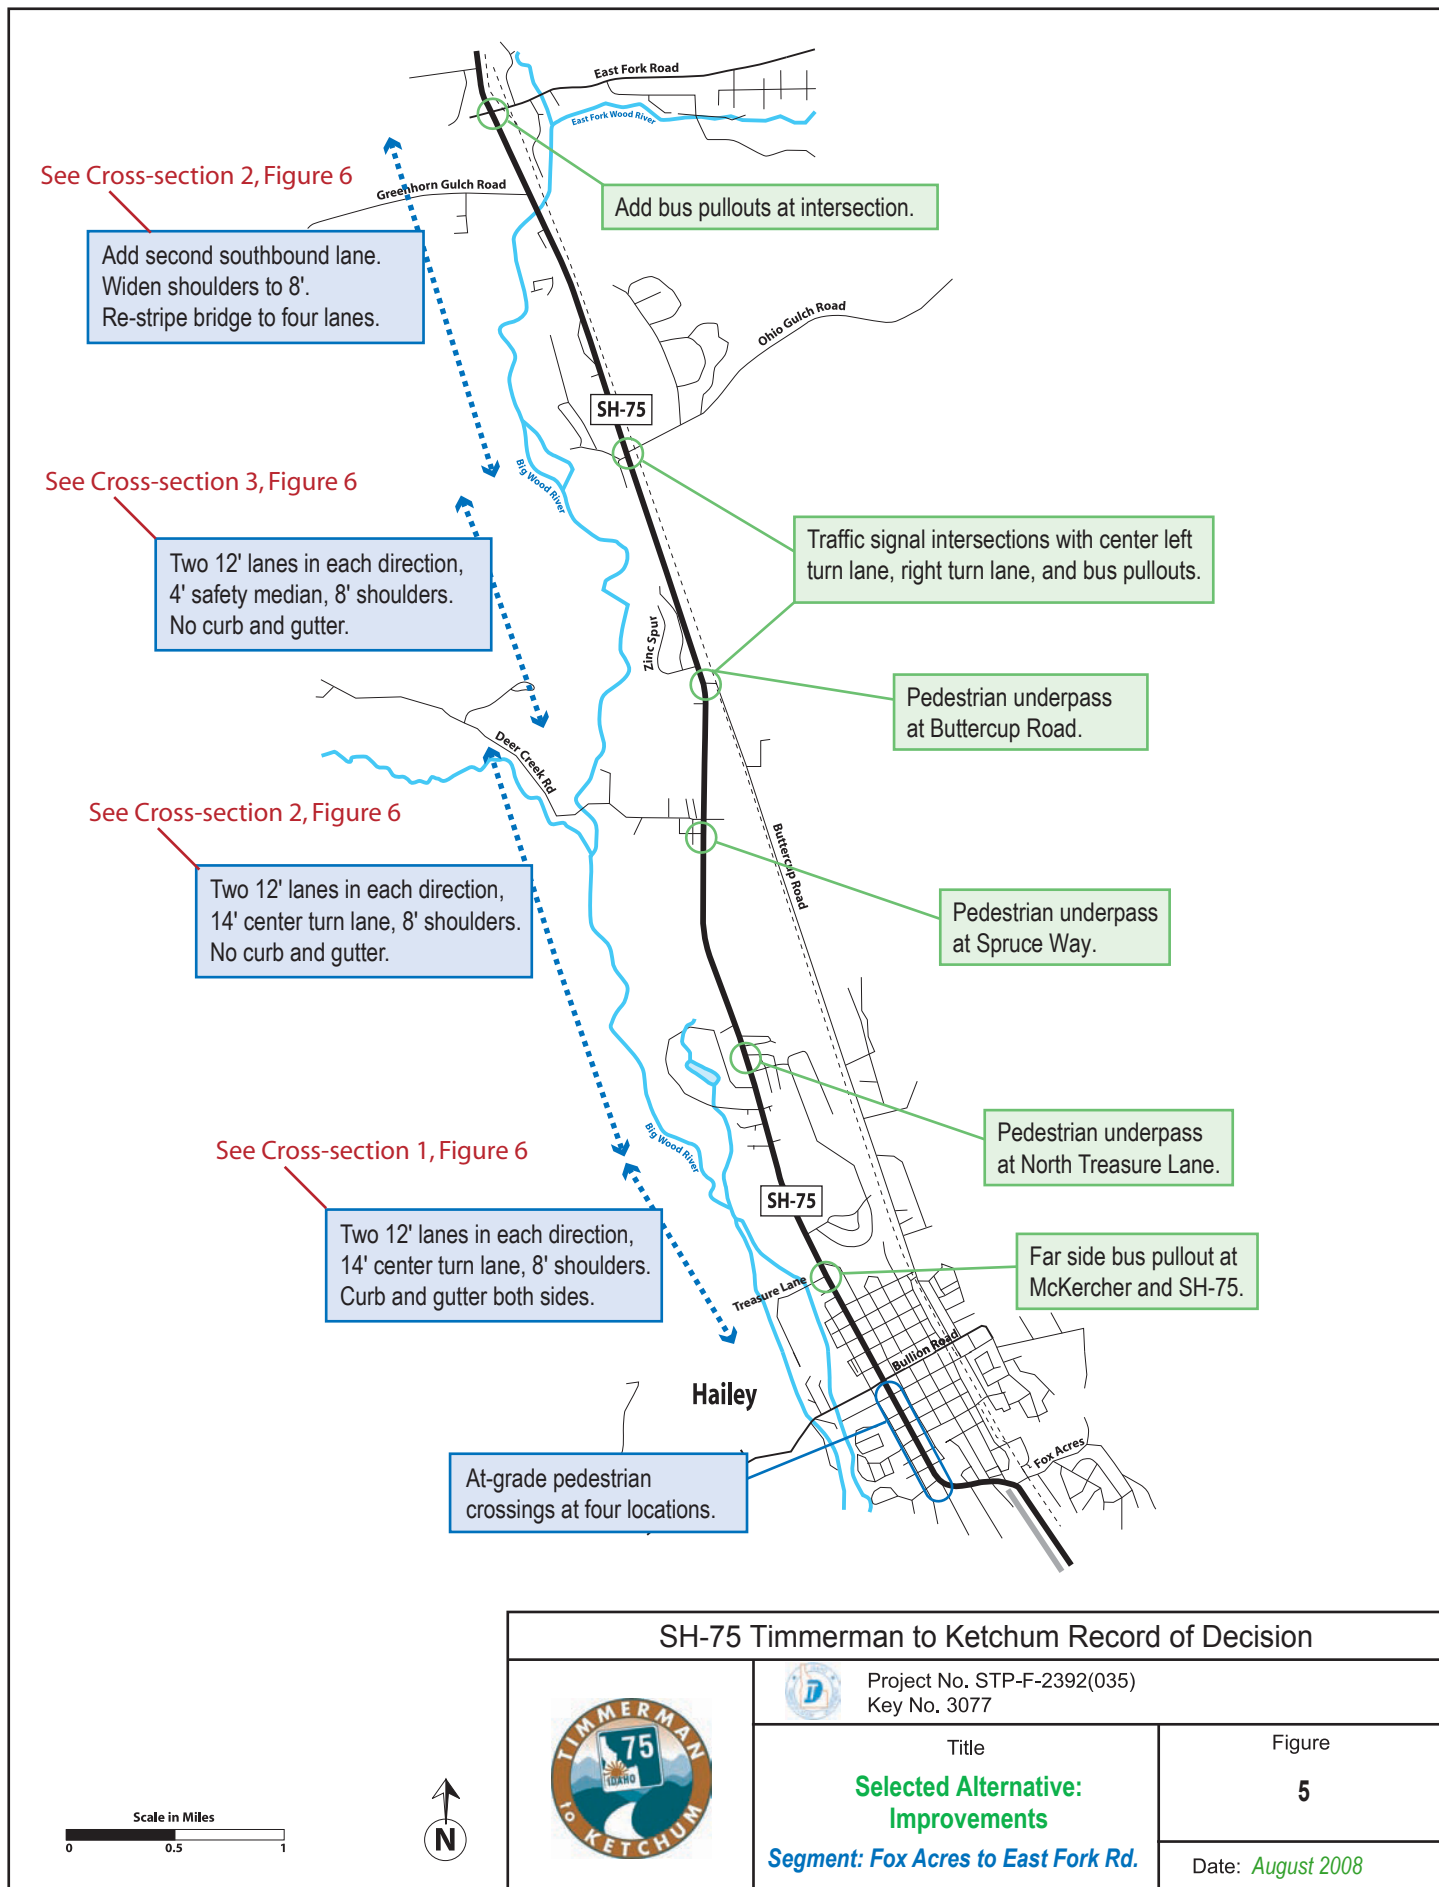 East Fork Road
East Fork Wood River
See Cross-section 2, Figure 6
Greenhorn Gulch Road
Add bus pullouts at intersection.
Add second southbound lane.
Widen shoulders to 8'.
Re-stripe bridge to four lanes.
Ohio Gulch Road
SH-75
Big Wood River
See Cross-section 3, Figure 6
Two 12' lanes in each direction,
4' safety median, 8' shoulders.
No curb and gutter.
Traffic signal intersections with center left
turn lane, right turn lane, and bus pullouts.
Zinc Spur
Pedestrian underpass
at Buttercup Road.
Deer Creek Rd
See Cross-section 2, Figure 6
Buttercup Road
Two 12' lanes in each direction,
14' center turn lane, 8' shoulders.
No curb and gutter.
Pedestrian underpass
at Spruce Way.
Big Wood River
Pedestrian underpass
at North Treasure Lane.
See Cross-section 1, Figure 6
SH-75
Two 12' lanes in each direction,
14' center turn lane, 8' shoulders.
Curb and gutter both sides.
Far side bus pullout at
McKercher and SH-75.
Treasure Lane
Bullion Road
Hailey
Fox Acres
At-grade pedestrian
crossings at four locations.
SH-75 Timmerman to Ketchum Record of Decision
Project No. STP-F-2392(035)
Key No. 3077
TIMMERMAN
75
IDAHO
to KETCHUM
Title
Selected Alternative:
Improvements
Segment: Fox Acres to East Fork Rd.
Figure
5
Date: August 2008
Scale in Miles
0 0.5 1
N